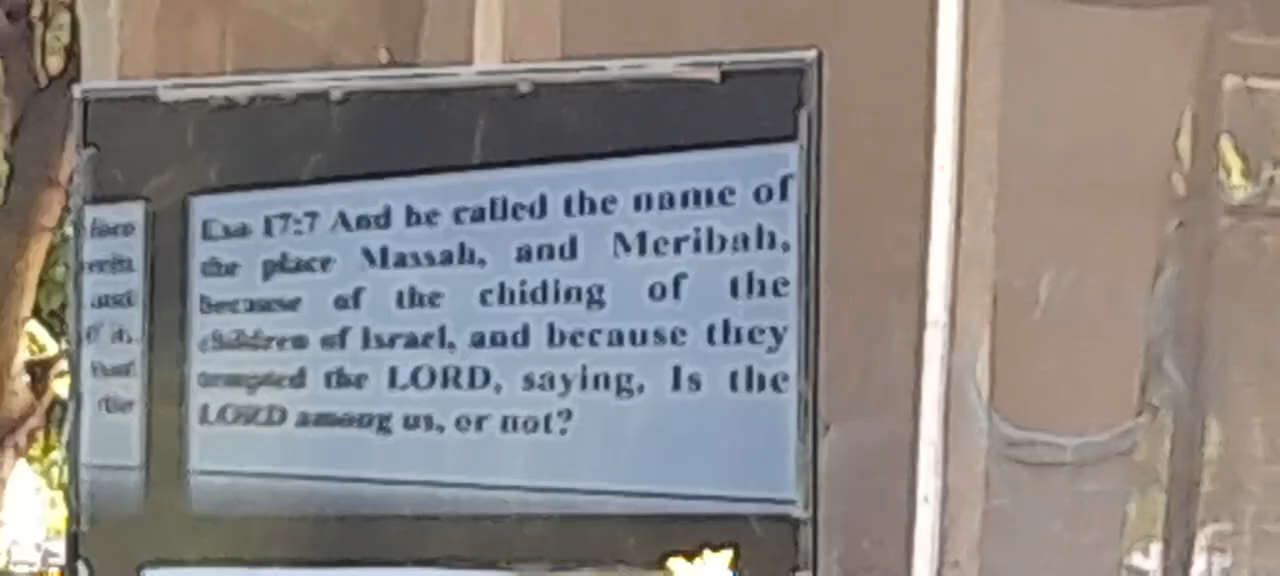 Exo 17:7 And he called the name of
the place Massah, and Meribah,
because of the chiding of the
children of Israel, and because they
tempted the LORD, saying, Is the
LORD among us, or not?